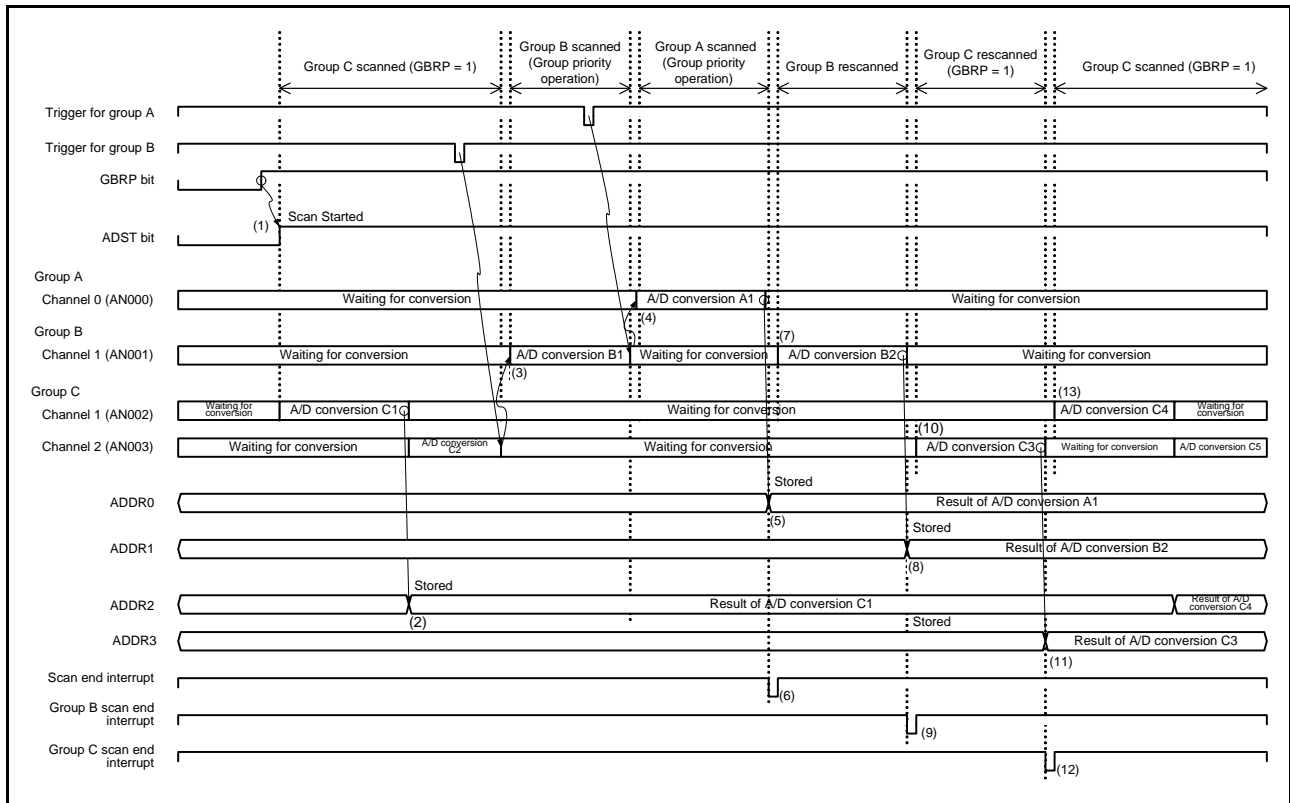 Group C scanned (GBRP = 1)
Group B scanned
(Group priority
operation)
Group A scanned
(Group priority
operation)
Group B rescanned
Group C rescanned
(GBRP = 1)
Group C scanned (GBRP = 1)
Trigger for group A
Trigger for group B
GBRP bit
(1)
Scan Started
ADST bit
Group A
Channel 0 (AN000)
Waiting for conversion
A/D conversion A1
Waiting for conversion
(4)
Group B
(7)
Channel 1 (AN001)
Waiting for conversion
A/D conversion B1
Waiting for conversion
A/D conversion B2
Waiting for conversion
(3)
Group C
(13)
Channel 1 (AN002)
Waiting for
conversion
A/D conversion C1
Waiting for conversion
A/D conversion C4
Waiting for
conversion
(10)
Channel 2 (AN003)
Waiting for conversion
A/D conversion
C2
Waiting for conversion
A/D conversion C3
Waiting for conversion
A/D conversion C5
Stored
ADDR0
Result of A/D conversion A1
(5)
Stored
ADDR1
Result of A/D conversion B2
(8)
Stored
ADDR2
Result of A/D conversion C1
Result of A/D
conversion C4
(2)
Stored
ADDR3
Result of A/D conversion C3
(11)
Scan end interrupt
(6)
Group B scan end
interrupt
(9)
Group C scan end
interrupt
(12)